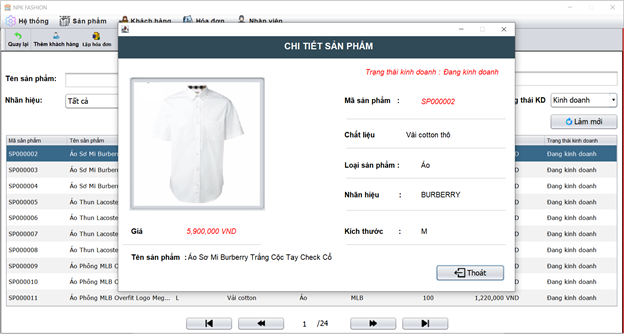 NPK FASHION
Hệ thống Sản phẩm Khách hàng Hóa đơn Nhân viên
Quay lại Thêm khách hàng Lập hóa đơn
CHI TIẾT SẢN PHẨM
Trạng thái kinh doanh : Đang kinh doanh
Tên sản phẩm:
Mã sản phẩm : SP000002
Nhãn hiệu: Tất cả
thái KD Kinh doanh
Làm mới
Chất liệu Vải cotton thô
Mã sản phẩm Tên sản phẩm Trạng thái kinh doanh
SP000002 Áo Sơ Mi Burberr Đang kinh doanh
Loại sản phẩm : Áo
SP000003 Áo Sơ Mi Burberr Đang kinh doanh
SP000004 Áo Sơ Mi Burberr Đang kinh doanh
Nhãn hiệu : BURBERRY
SP000005 Áo Thun Lacoste Đang kinh doanh
SP000006 Áo Thun Lacoste Đang kinh doanh
Giá 5,900,000 VND
Kích thước : M
SP000007 Áo Thun Lacoste Đang kinh doanh
SP000008 Áo Thun Lacoste Đang kinh doanh
Tên sản phẩm : Áo Sơ Mi Burberry Trắng Cộc Tay Check Cổ
SP000009 Áo Phông MLB O Đang kinh doanh
Thoát
SP000010 Áo Phông MLB O Đang kinh doanh
SP000011 Áo Phông MLB Overfit Logo Meg... L Vải cotton Áo MLB 100 1,220,000 VND Đang kinh doanh
1 /24